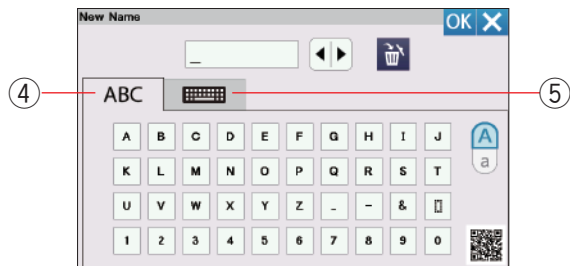 New Name
OK
_
④ ABC ⑤
A B C D E F G H I J
K L M N O P Q R S T
U V W X Y Z _ - & []
1 2 3 4 5 6 7 8 9 0
A
a